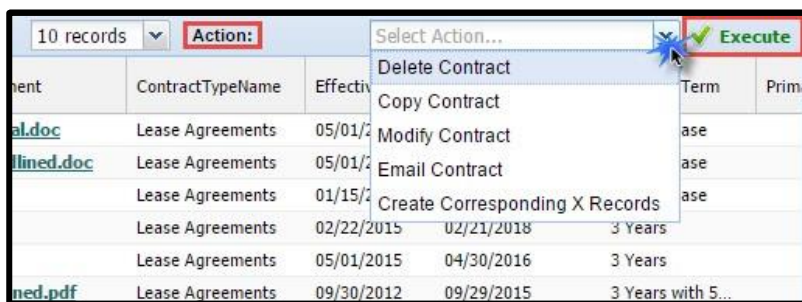 10 records Action: Select Action... Execute
Delete Contract
ment ContractTypeName Effectiv Term Prima
Copy Contract
al.doc Lease Agreements 05/01/2 ase
Modify Contract
llined.doc Lease Agreements 05/01/2 ase
Email Contract
Lease Agreements 01/15/2 ase
Create Corresponding X Records
Lease Agreements 02/22/2015 02/21/2018 3 Years
Lease Agreements 05/01/2015 04/30/2016 3 Years
ned.pdf Lease Agreements 09/30/2012 09/29/2015 3 Years with 5...